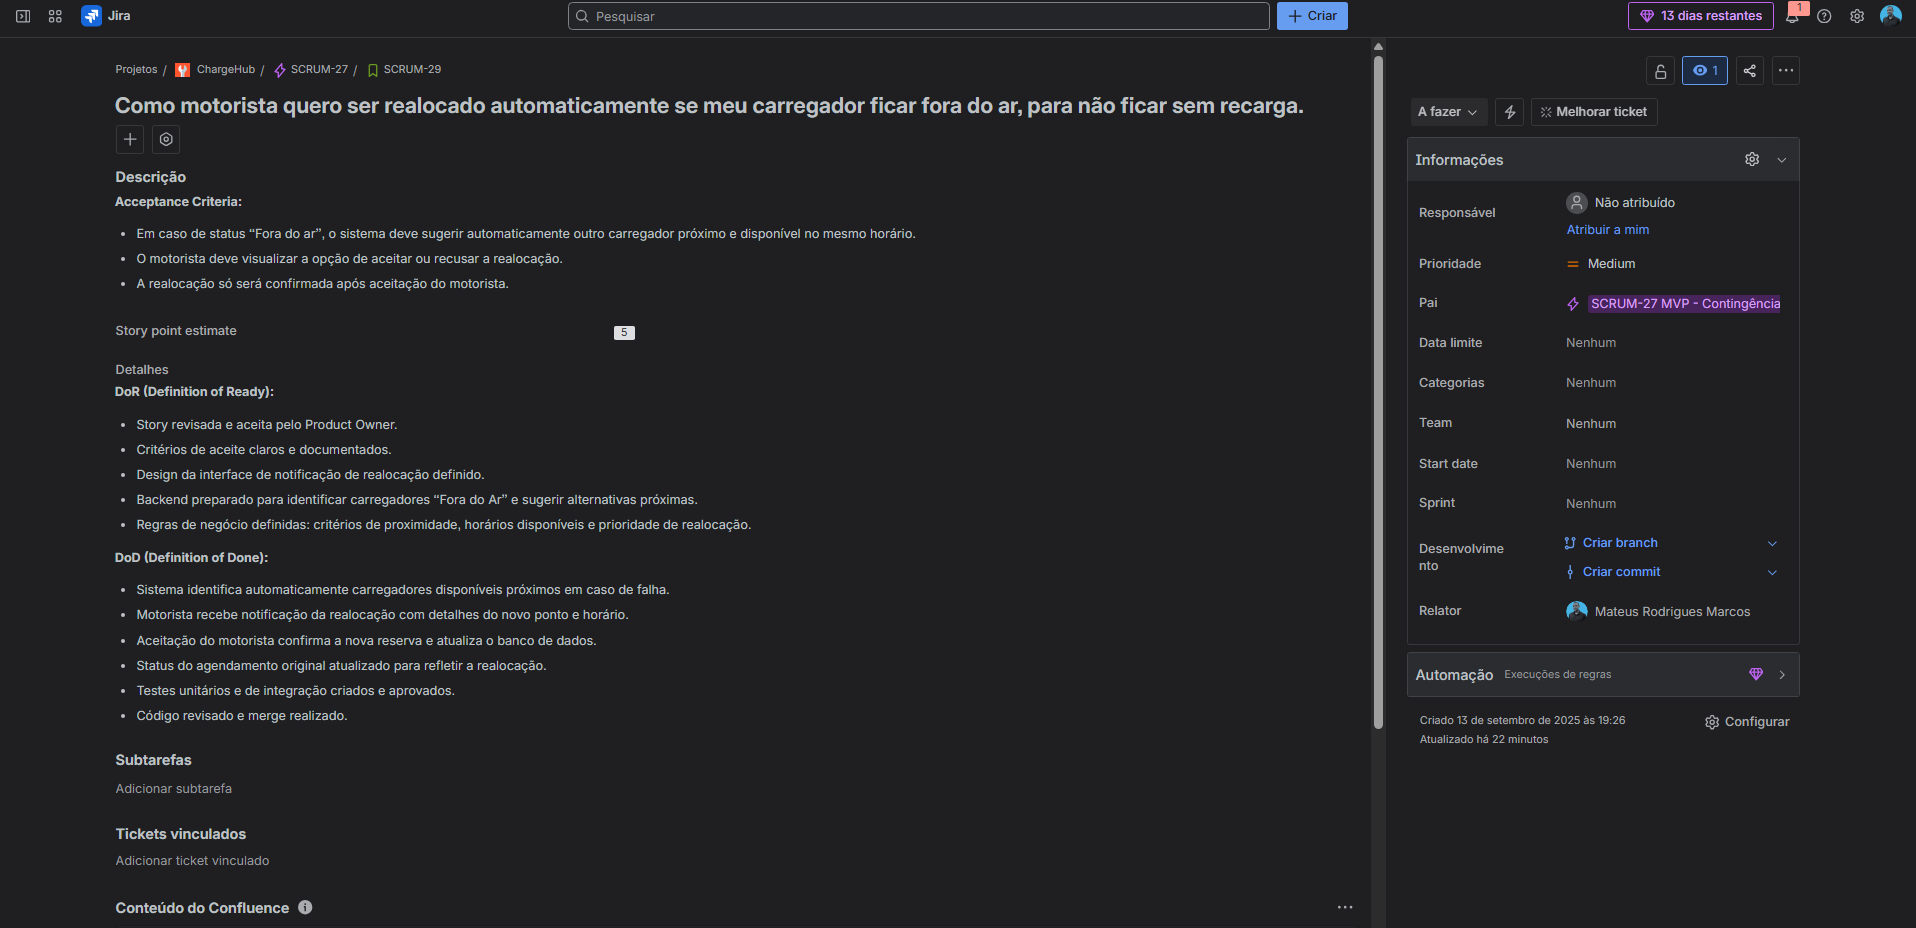 Jira
Pesquisar
Criar
13 dias restantes
1
Projetos / ChargeHub / SCRUM-27 / SCRUM-29
1
Como motorista quero ser realocado automaticamente se meu carregador ficar fora do ar, para não ficar sem recarga.
A fazer
Melhorar ticket
Descrição
Acceptance Criteria:
• Em caso de status “Fora do ar”, o sistema deve sugerir automaticamente outro carregador próximo e disponível no mesmo horário.
• O motorista deve visualizar a opção de aceitar ou recusar a realocação.
• A realocação só será confirmada após aceitação do motorista.
Story point estimate
5
Detalhes
DoR (Definition of Ready):
• Story revisada e aceita pelo Product Owner.
• Critérios de aceite claros e documentados.
• Design da interface de notificação de realocação definido.
• Backend preparado para identificar carregadores “Fora do Ar” e sugerir alternativas próximas.
• Regras de negócio definidas: critérios de proximidade, horários disponíveis e prioridade de realocação.
DoD (Definition of Done):
• Sistema identifica automaticamente carregadores disponíveis próximos em caso de falha.
• Motorista recebe notificação da realocação com detalhes do novo ponto e horário.
• Aceitação do motorista confirma a nova reserva e atualiza o banco de dados.
• Status do agendamento original atualizado para refletir a realocação.
• Testes unitários e de integração criados e aprovados.
• Código revisado e merge realizado.
Subtarefas
Adicionar subtarefa
Tickets vinculados
Adicionar ticket vinculado
Conteúdo do Confluence
Informações
Responsável
Não atribuído
Atribuir a mim
Prioridade
Medium
Pai
SCRUM-27 MVP - Contingência
Data limite
Nenhum
Categorias
Nenhum
Team
Nenhum
Start date
Nenhum
Sprint
Nenhum
Desenvolvime
nto
Criar branch
Criar commit
Relator
Mateus Rodrigues Marcos
Automação
Execuções de regras
Criado 13 de setembro de 2025 às 19:26
Atualizado há 22 minutos
Configurar